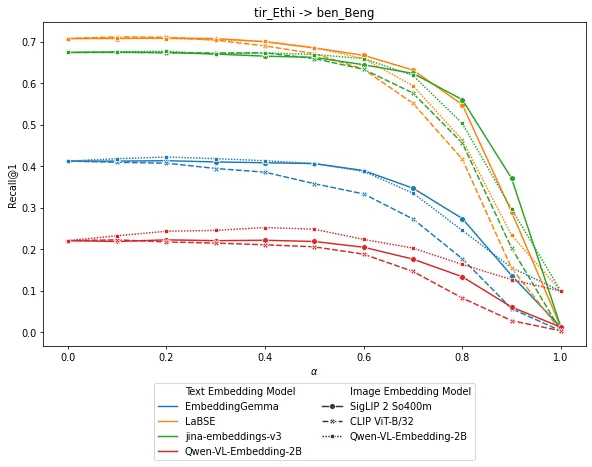 tir_Ethi -> ben_Beng
Recall@1
0.7
0.6
0.5
0.4
0.3
0.2
0.1
0.0
0.0 0.2 0.4 0.6 0.8 1.0
α
Text Embedding Model
EmbeddingGemma
LaBSE
jina-embeddings-v3
Qwen-VL-Embedding-2B
Image Embedding Model
SigLIP 2 So400m
CLIP ViT-B/32
Qwen-VL-Embedding-2B